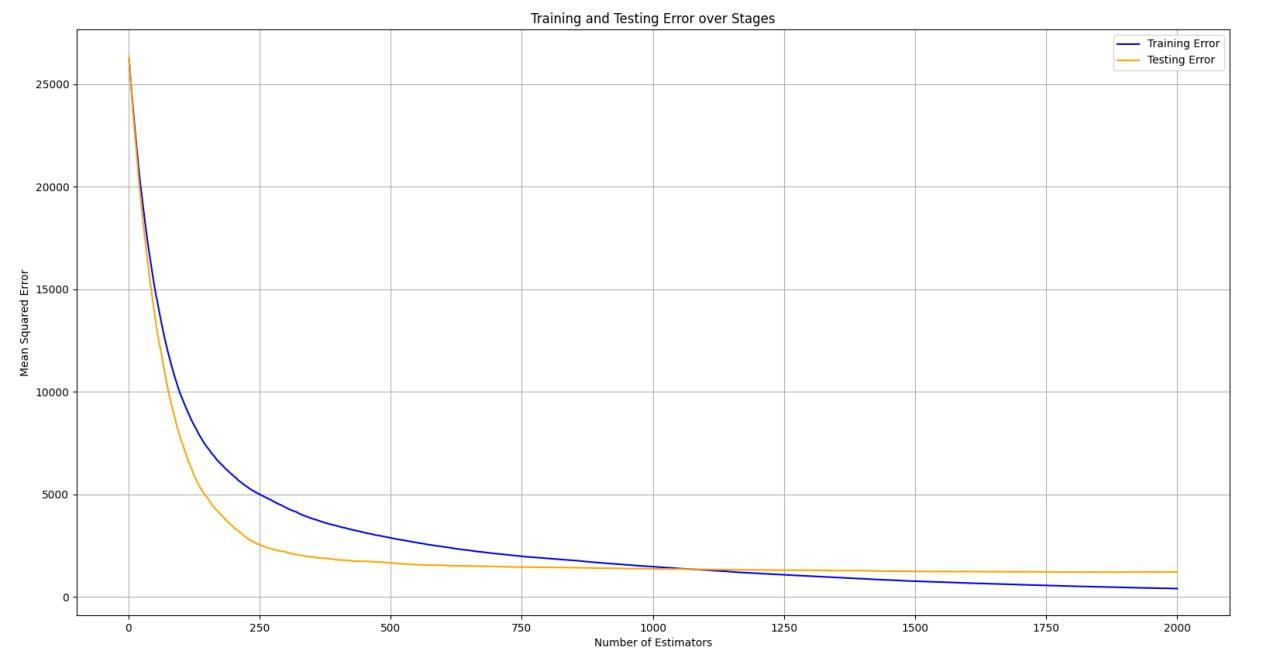 Training and Testing Error over Stages
Training Error
Testing Error
25000
20000
15000
10000
5000
0
Mean Squared Error
0 250 500 750 1000 1250 1500 1750 2000
Number of Estimators